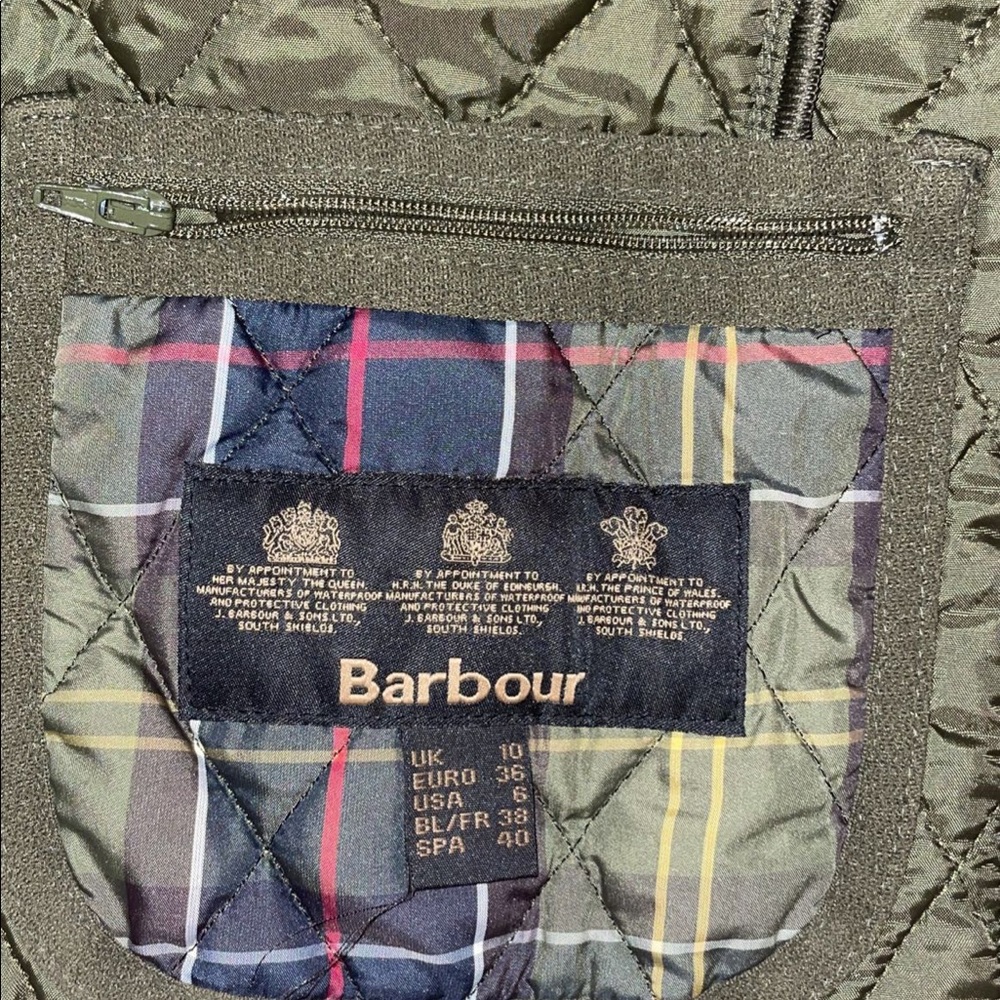 BY APPOINTMENT TO
HER MAJESTY THE QUEEN
MANUFACTURERS OF WATERPROOF
AND PROTECTIVE CLOTHING
J. BARBOUR & SONS LTD.,
SOUTH SHIELDS.
BY APPOINTMENT TO
H.R.H. THE DUKE OF EDINBURGH
MANUFACTURERS OF WATERPROOF
AND PROTECTIVE CLOTHING
J. BARBOUR & SONS LTD.,
SOUTH SHIELDS.
BY APPOINTMENT TO
H.R.H. THE PRINCE OF WALES.
MANUFACTURERS OF WATERPROOF
AND PROTECTIVE CLOTHING
J. BARBOUR & SONS LTD.,
SOUTH SHIELDS.
Barbour
UK 10
EURO 36
USA 6
BL/FR 38
SPA 40